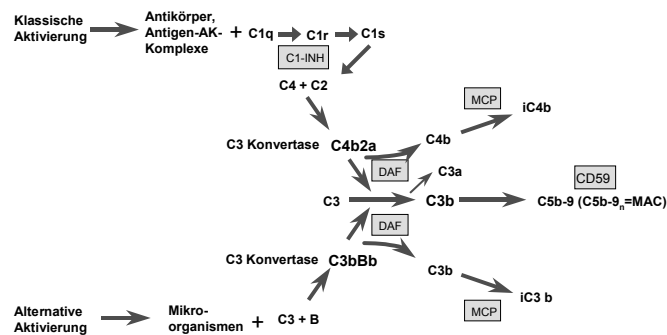 Klassische
Aktivierung
Antikörper,
Antigen-AK-
Komplexe
+ C1q C1r C1s
C1-INH
C4 + C2
MCP
iC4b
C3 Konvertase C4b2a
C4b
DAF
C3a
CD59
C3
C3b
C5b-9 (C5b-9n=MAC)
DAF
C3 Konvertase C3bBb
C3b
iC3 b
MCP
Alternative
Aktivierung
Mikro-
organismen
+ C3 + B